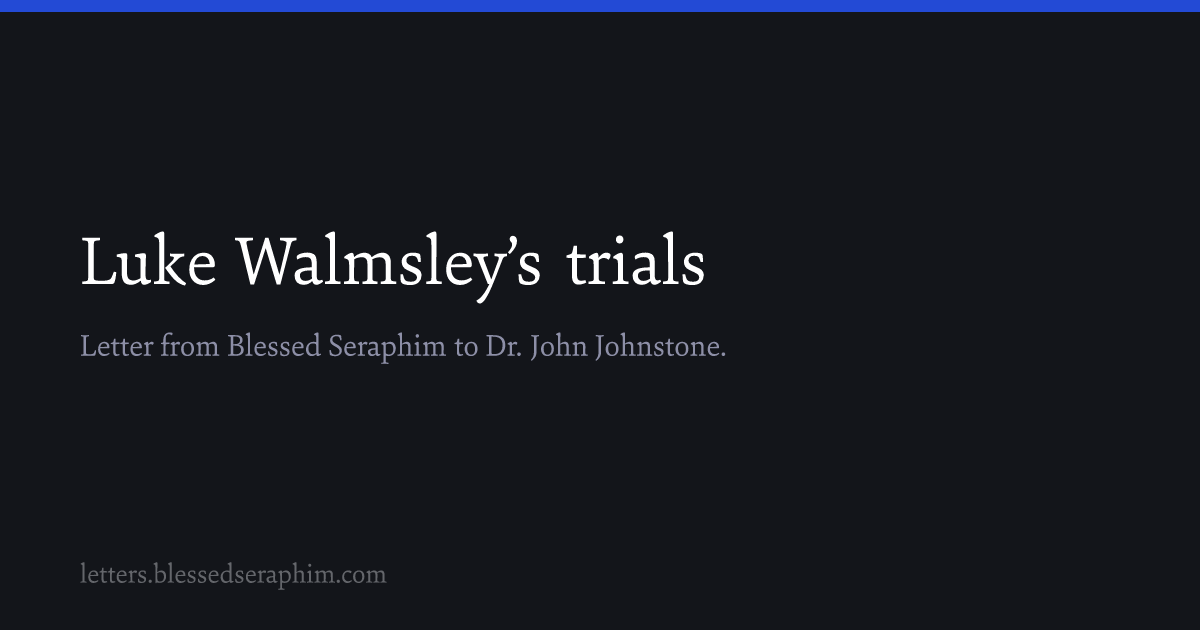 Luke Walmsley’s trials
Letter from Blessed Seraphim to Dr. John Johnstone.
letters.blessedseraphim.com